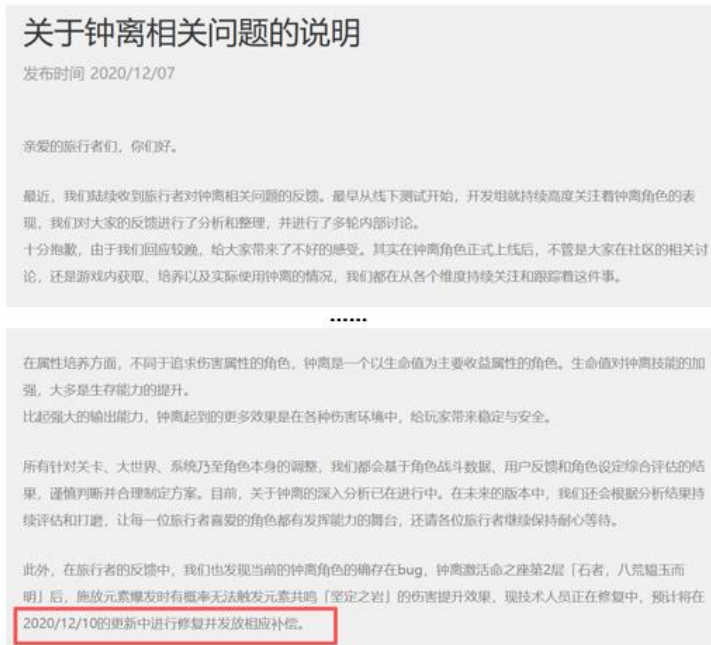 关于钟离相关问题的说明
发布时间 2020/12/07
亲爱的旅行者们，你们好。
最近，我们陆续收到旅行者对钟离相关问题的反馈。最早从线下测试开始，开发组就持续高度关注着钟离角色的表
现，我们对大家的反馈进行了分析和整理，并进行了多轮内部讨论。
十分抱歉，由于我们回应较晚，给大家带来了不好的感受。其实在钟离角色正式上线后，不管是大家在社区的相关讨
论，还是游戏内获取、培养以及实际使用钟离的情况，我们都在从各个维度持续关注和跟踪着这件事。
......
在属性培养方面，不同于追求伤害属性的角色，钟离是一个以生命值为主要收益属性的角色。生命值对钟离技能的加
强，大多是生存能力的提升。
比起强大的输出能力，钟离起到的更多效果是在各种伤害环境中，给玩家带来稳定与安全。
所有针对关卡、大世界、系统乃至角色本身的调整，我们都会基于角色战斗数据、用户反馈和角色设定综合评估的结
果，谨慎判断并合理制定方案。目前，关于钟离的深入分析已在进行中。在未来的版本中，我们还会根据分析结果持
续评估和打磨，让每一位旅行者喜爱的角色都有发挥能力的舞台，还请各位旅行者继续保持耐心等待。
此外，在旅行者的反馈中，我们也发现当前的钟离角色的确存在bug，钟离激活命之座第2层「石者，八荒韫玉而
明」后，施放元素爆发时有概率无法触发元素共鸣「坚定之岩」的伤害提升效果，现技术人员正在修复中，预计将在
2020/12/10的更新中进行修复并发放相应补偿。